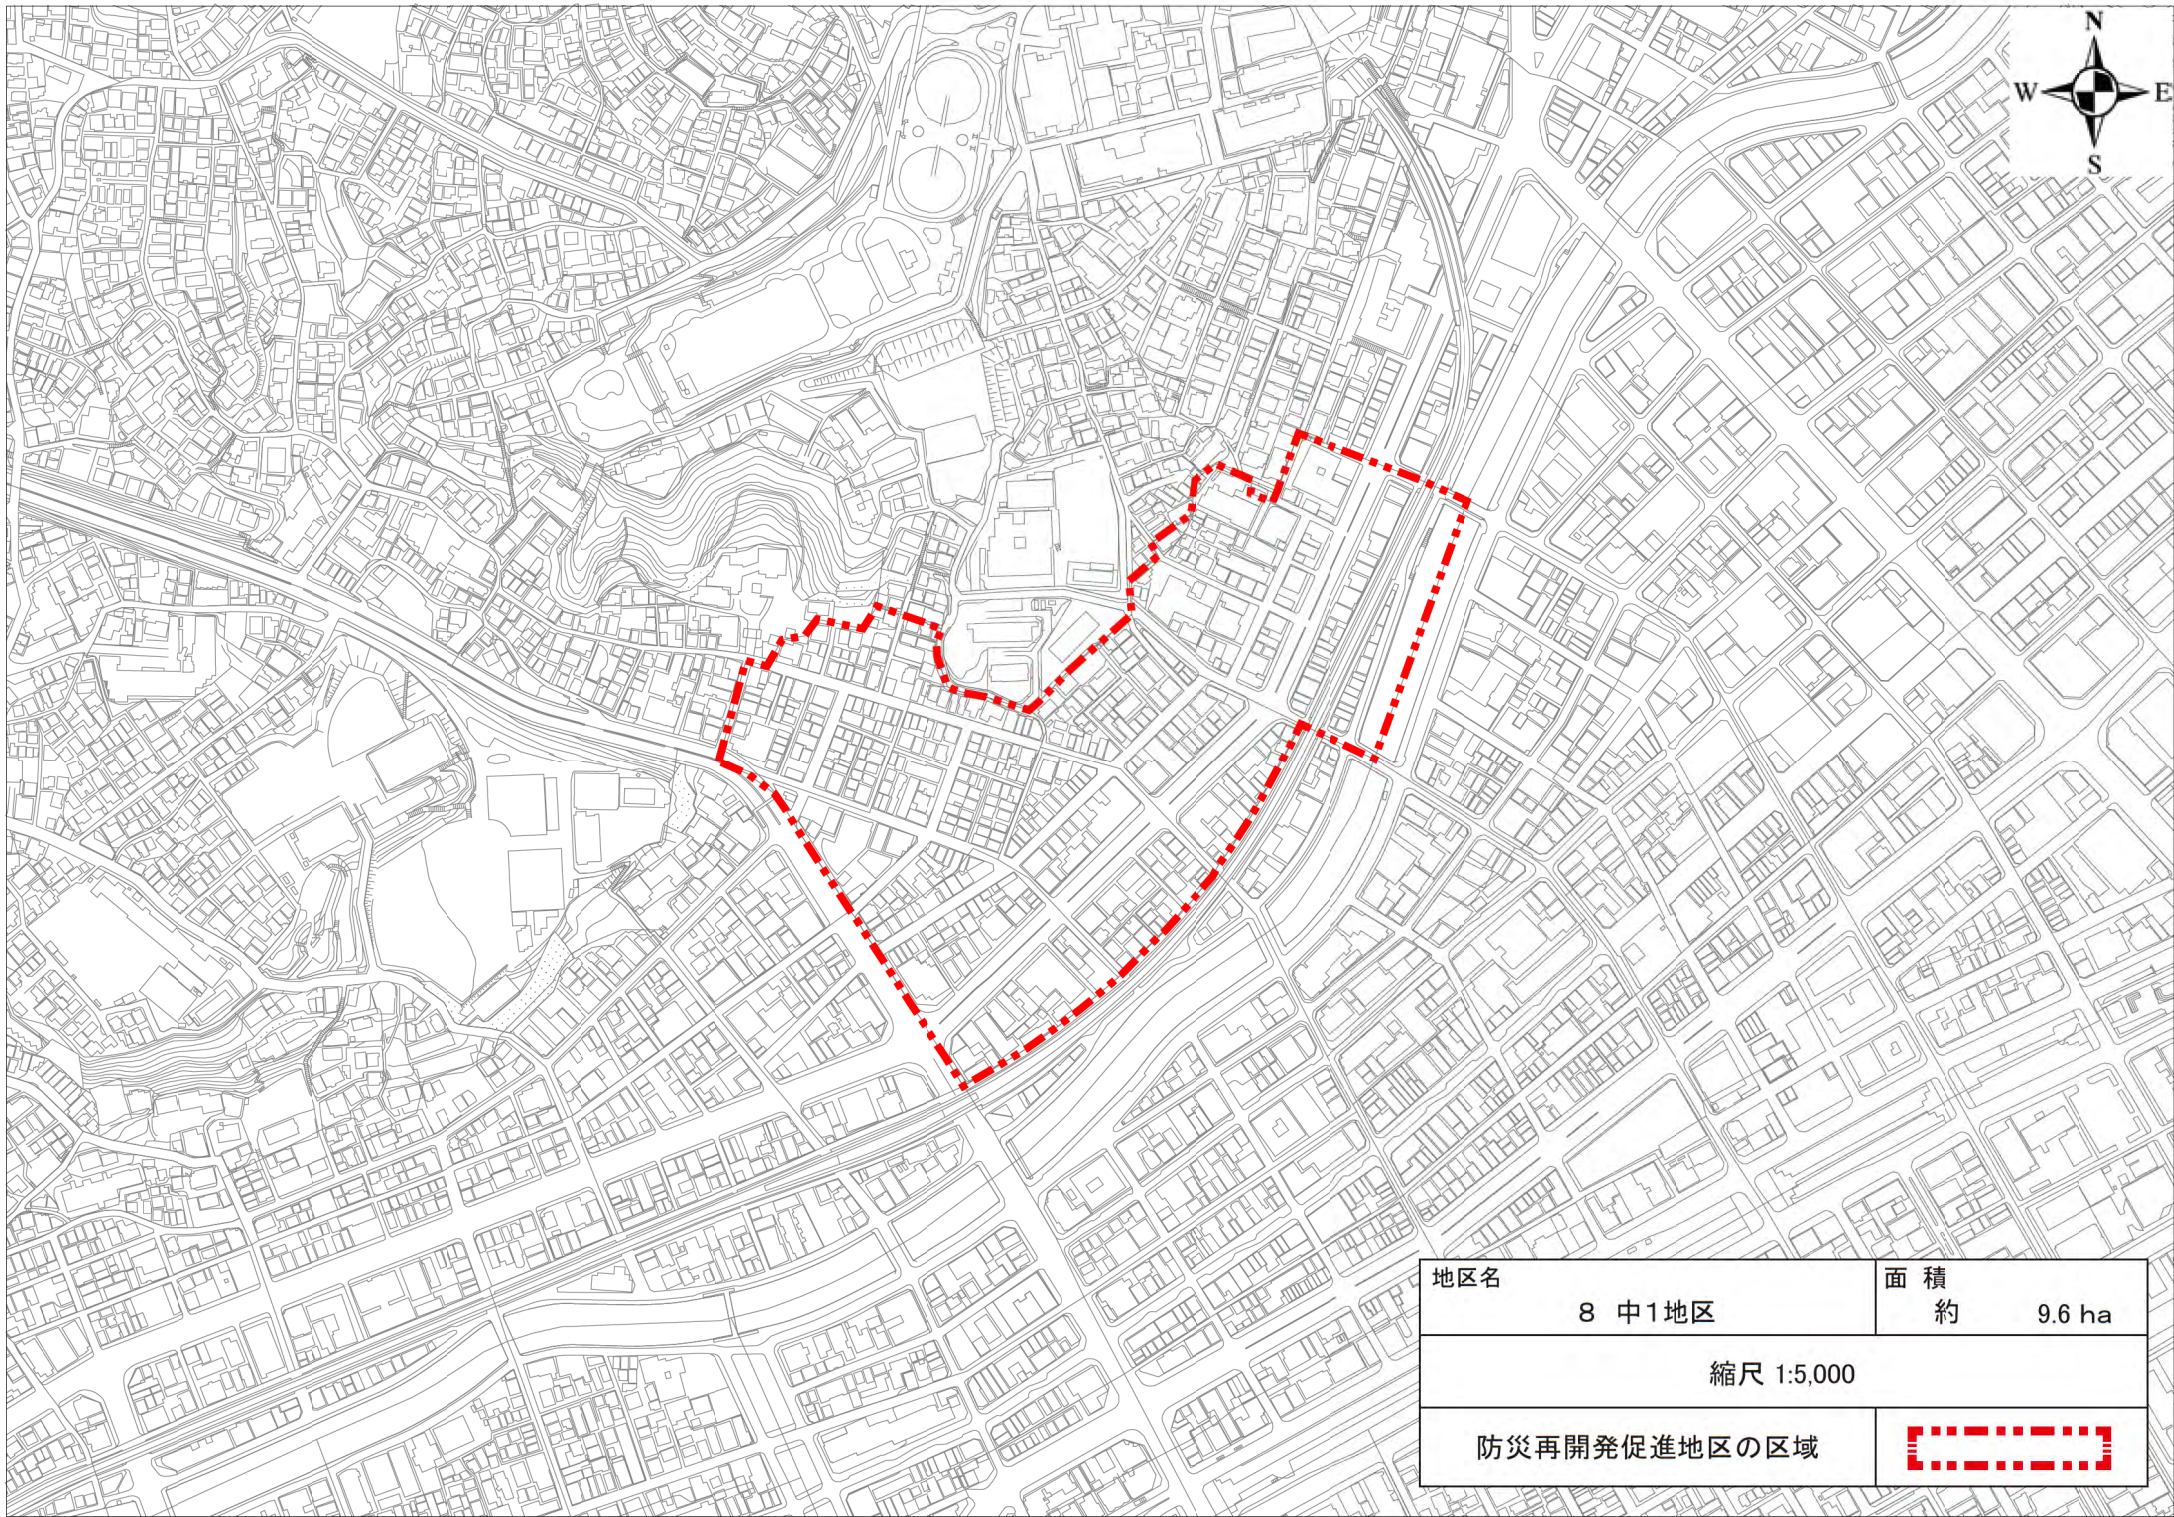 N
W E
S
地区名
8 中1地区
面 積
約 9.6 ha
縮尺 1:5,000
防災再開発促進地区の区域